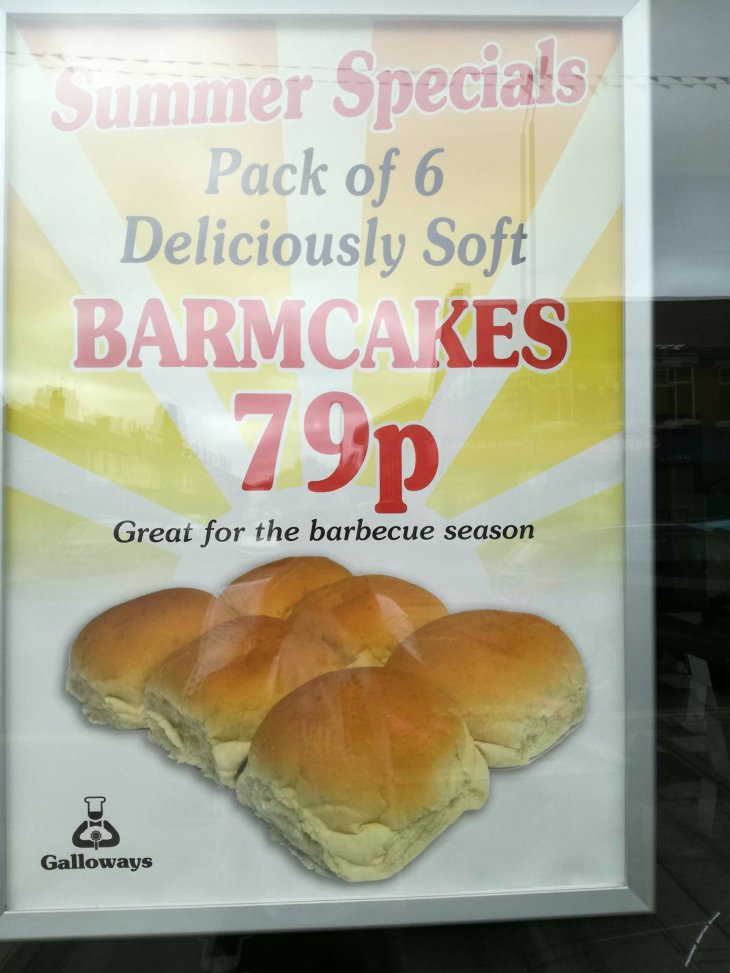 Summer Specials
Pack of 6
Deliciously Soft
BARMCAKES
79p
Great for the barbecue season
Galloways